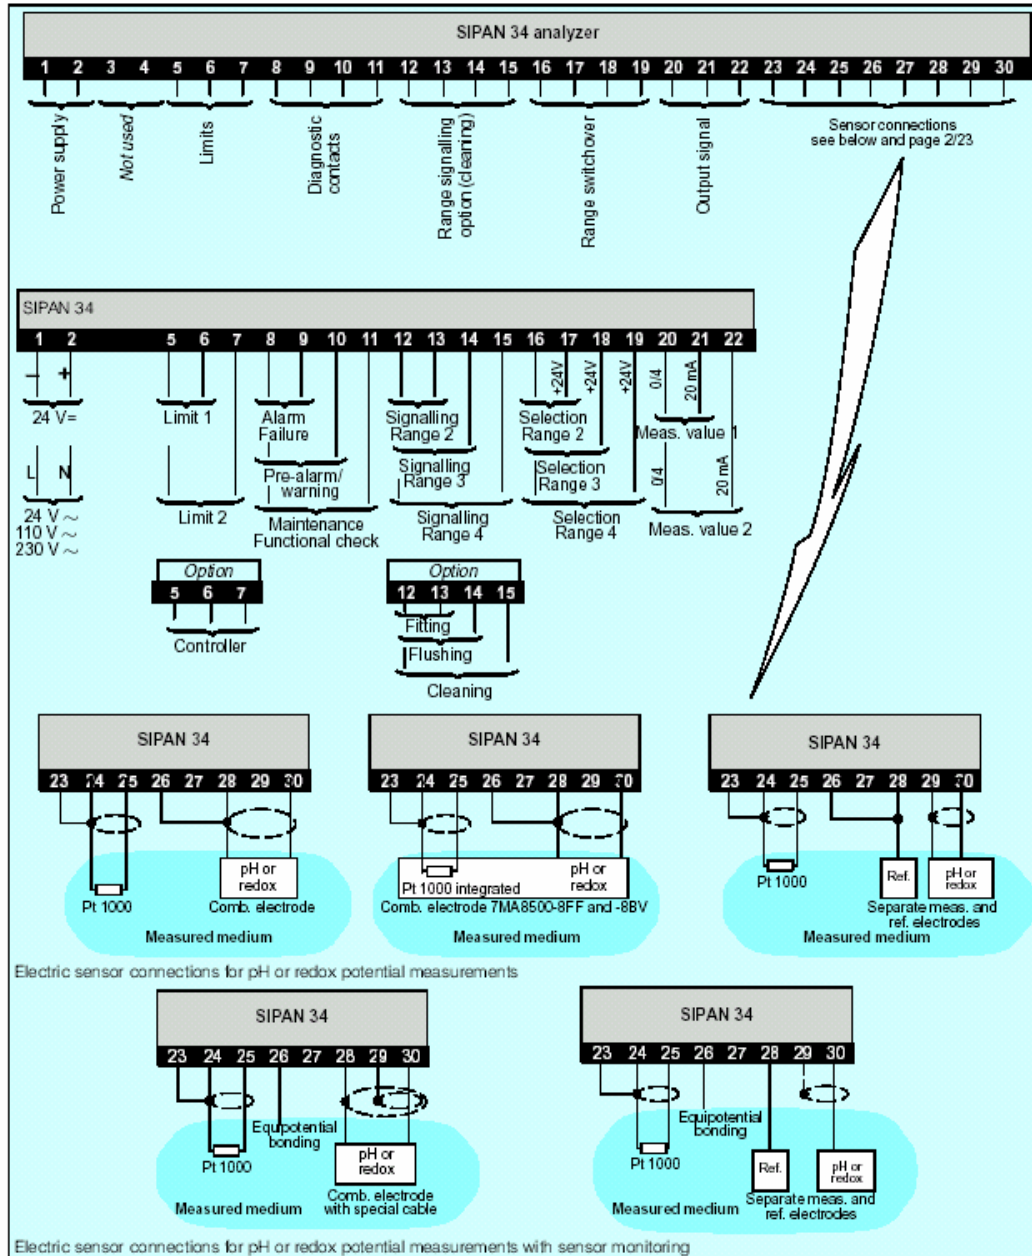 SIPAN 34 analyzer
1 2 3 4 5 6 7 8 9 10 11 12 13 14 15 16 17 18 19 20 21 22 23 24 25 26 27 28 29 30
Power supply
Not used
Limits
Diagnostic
contacts
Range signalling
option (cleaning)
Range switchover
Output signal
Sensor connections
see below and page 2/23
SIPAN 34
1 2 5 6 7 8 9 10 11 12 13 14 15 16 17 18 19 20 21 22
– +
24 V=
L N
24 V ~
110 V ~
230 V ~
Limit 1
Limit 2
Alarm
Failure
Pre-alarm/
warning
Maintenance
Functional check
Signalling
Range 2
Signalling
Range 3
Signalling
Range 4
+24V
+24V
+24V
Selection
Range 2
Selection
Range 3
Selection
Range 4
0/4
20 mA
Meas. value 1
0/4
20 mA
Meas. value 2
Option
5 6 7
Controller
Option
12 13 14 15
Fitting
Flushing
Cleaning
SIPAN 34
23 24 25 26 27 28 29 30
Pt 1000
pH or
redox
Comb. electrode
Measured medium
SIPAN 34
23 24 25 26 27 28 29 30
Pt 1000 integrated
pH or
redox
Comb. electrode 7MA8500-8FF and -8BV
Measured medium
SIPAN 34
23 24 25 26 27 28 29 30
Pt 1000
Ref.
pH or
redox
Separate meas. and
ref. electrodes
Measured medium
Electric sensor connections for pH or redox potential measurements
SIPAN 34
23 24 25 26 27 28 29 30
Equipotential
bonding
Pt 1000
pH or
redox
Comb. electrode
with special cable
Measured medium
SIPAN 34
23 24 25 26 27 28 29 30
Equipotential
bonding
Pt 1000
Ref.
pH or
redox
Separate meas. and
ref. electrodes
Measured medium
Electric sensor connections for pH or redox potential measurements with sensor monitoring